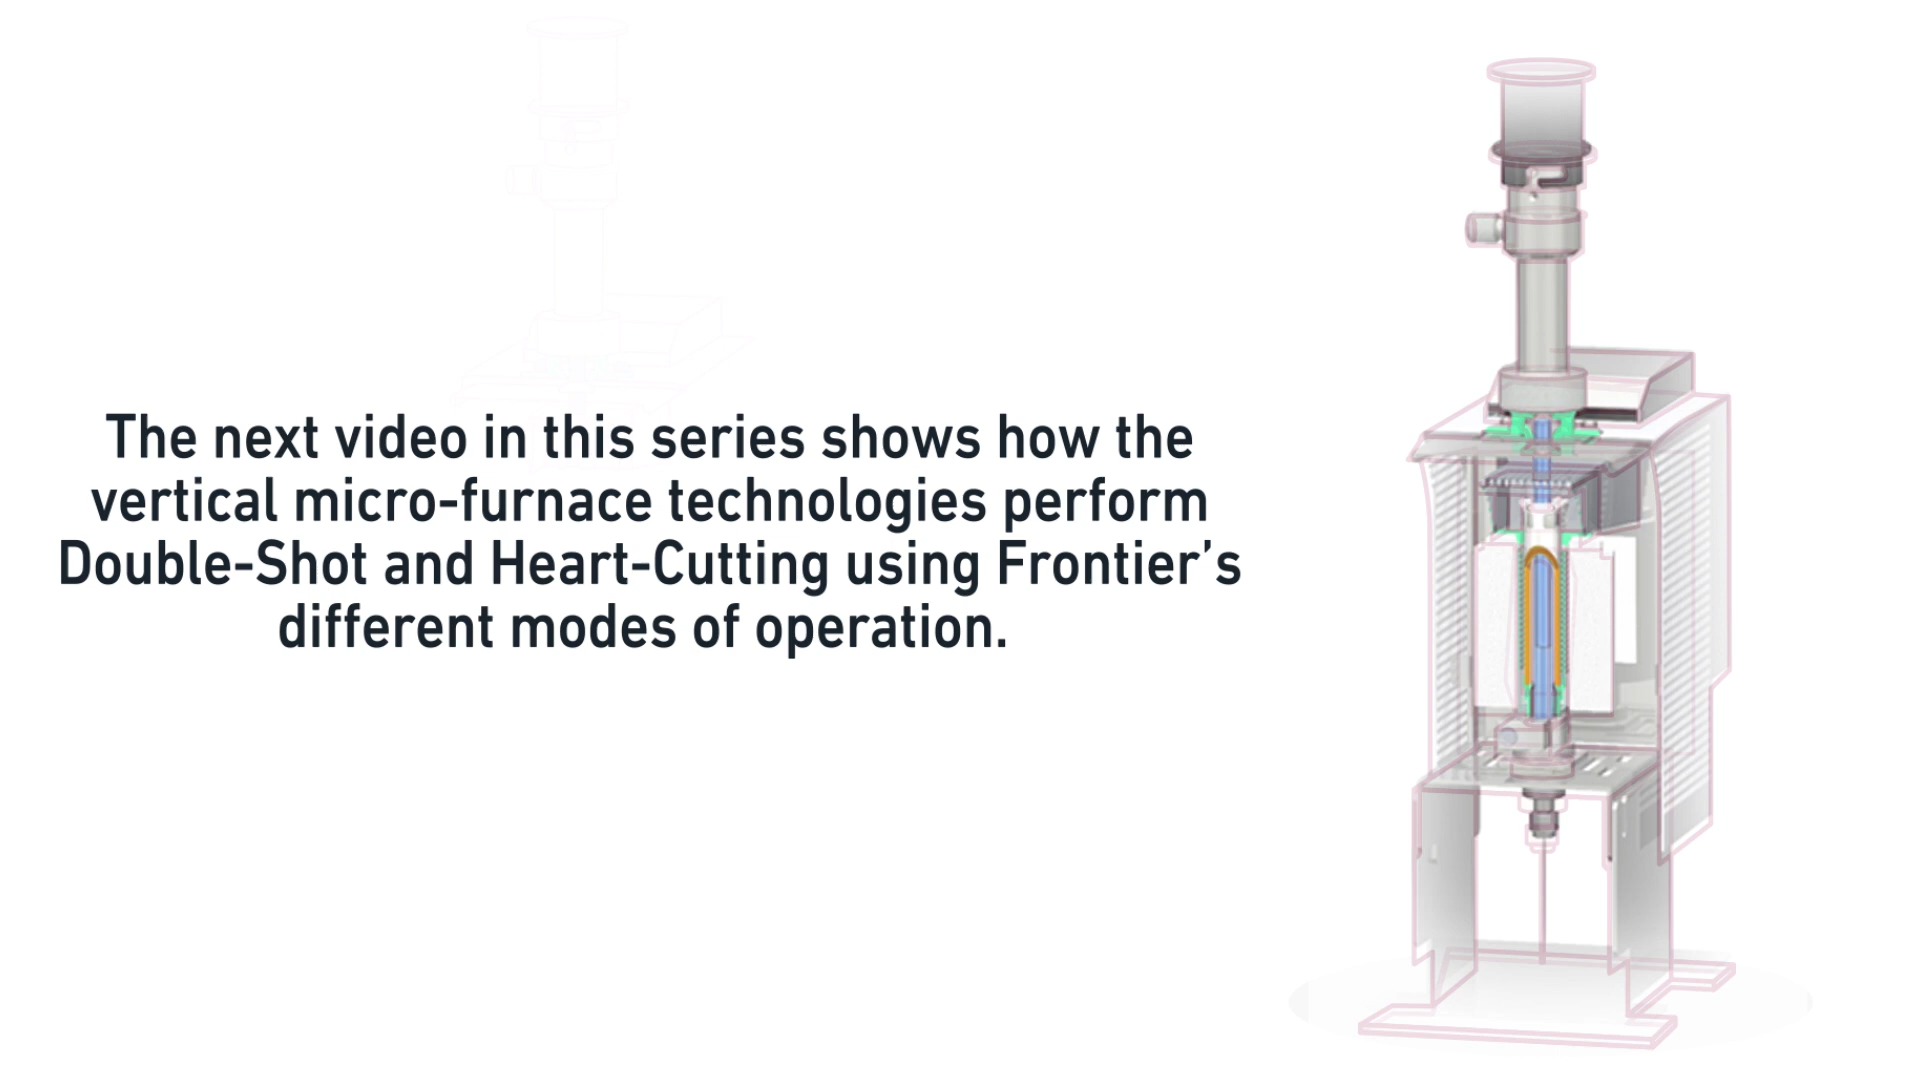 The next video in this series shows how the
vertical micro-furnace technologies perform
Double-Shot and Heart-Cutting using Frontier’s
different modes of operation.